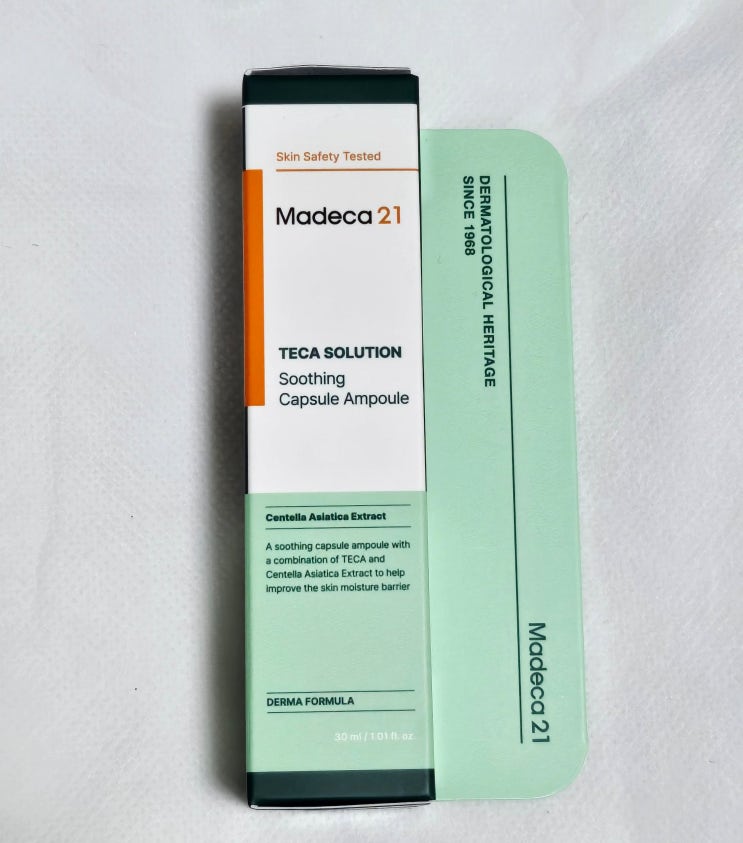 Skin Safety Tested
Madeca 21
TECA SOLUTION
Soothing
Capsule Ampoule
Centella Asiatica Extract
A soothing capsule ampoule with
a combination of TECA and
Centella Asiatica Extract to help
improve the skin moisture barrier
DERMA FORMULA
30 ml / 1.01 fl. oz.
DERMATOLOGICAL HERITAGE
SINCE 1968
Madeca 21